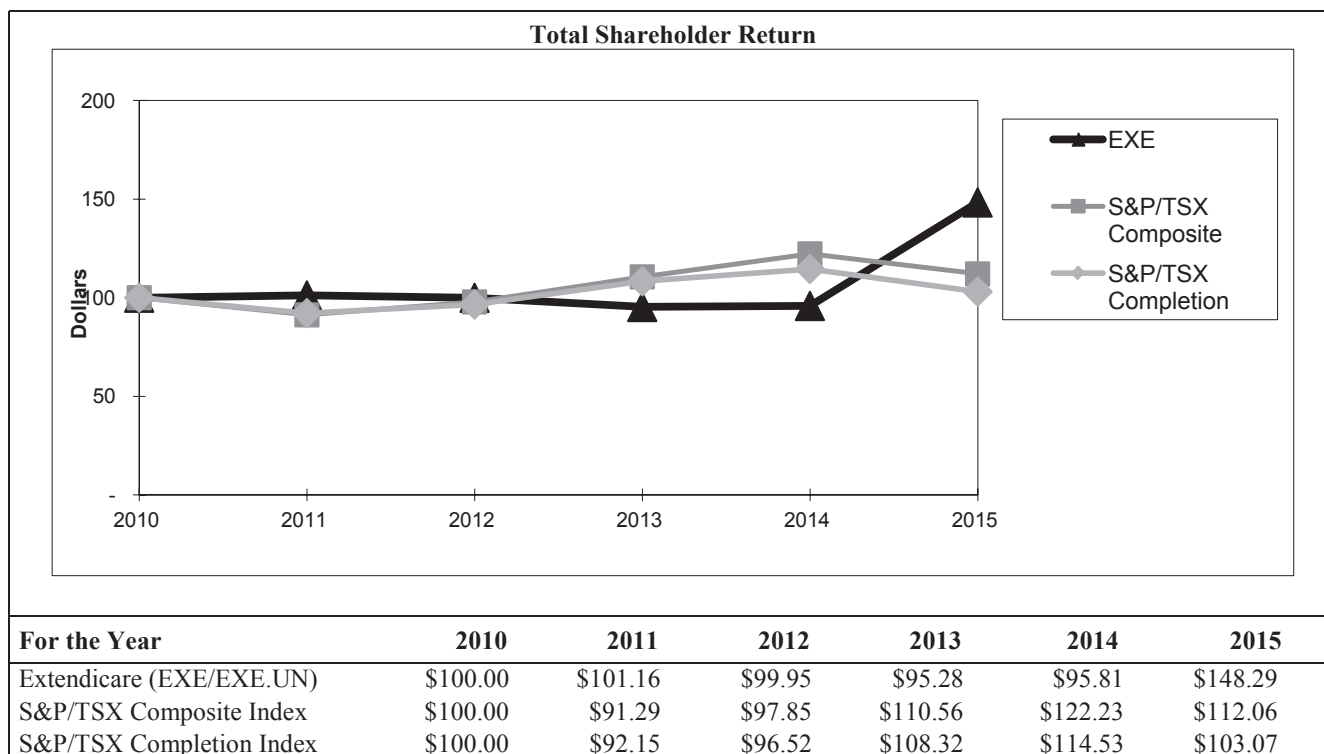 Total Shareholder Return
200
150
100
50
-
Dollars
2010 2011 2012 2013 2014 2015
EXE
S&P/TSX
Composite
S&P/TSX
Completion
For the Year 2010 2011 2012 2013 2014 2015
Extendicare (EXE/EXE.UN) $100.00 $101.16 $99.95 $95.28 $95.81 $148.29
S&P/TSX Composite Index $100.00 $91.29 $97.85 $110.56 $122.23 $112.06
S&P/TSX Completion Index $100.00 $92.15 $96.52 $108.32 $114.53 $103.07